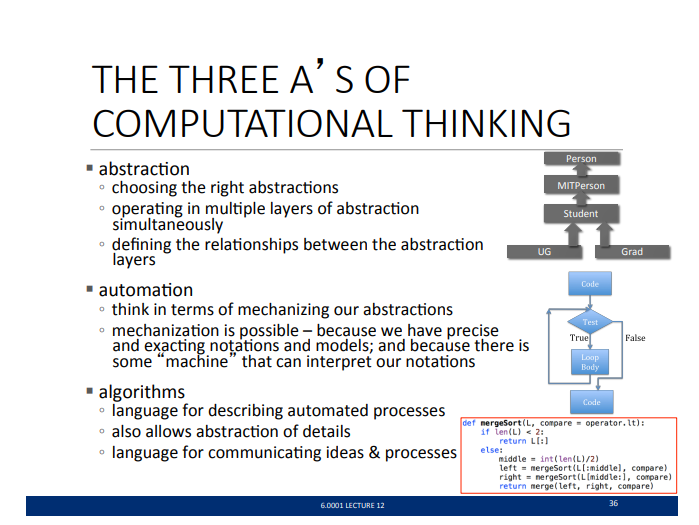 THE THREE A’S OF
COMPUTATIONAL THINKING
▪ abstraction
◦ choosing the right abstractions
◦ operating in multiple layers of abstraction
simultaneously
◦ defining the relationships between the abstraction
layers
▪ automation
◦ think in terms of mechanizing our abstractions
◦ mechanization is possible – because we have precise
and exacting notations and models; and because there is
some “machine” that can interpret our notations
▪ algorithms
◦ language for describing automated processes
◦ also allows abstraction of details
◦ language for communicating ideas & processes
Person
MITPerson
Student
UG
Grad
Code
Test
True
False
Loop
Body
Code
def mergeSort(L, compare = operator.lt):
    if len(L) < 2:
        return L[:]
    else:
        middle = int(len(L)/2)
        left = mergeSort(L[:middle], compare)
        right = mergeSort(L[middle:], compare)
        return merge(left, right, compare)
6.0001 LECTURE 12
36